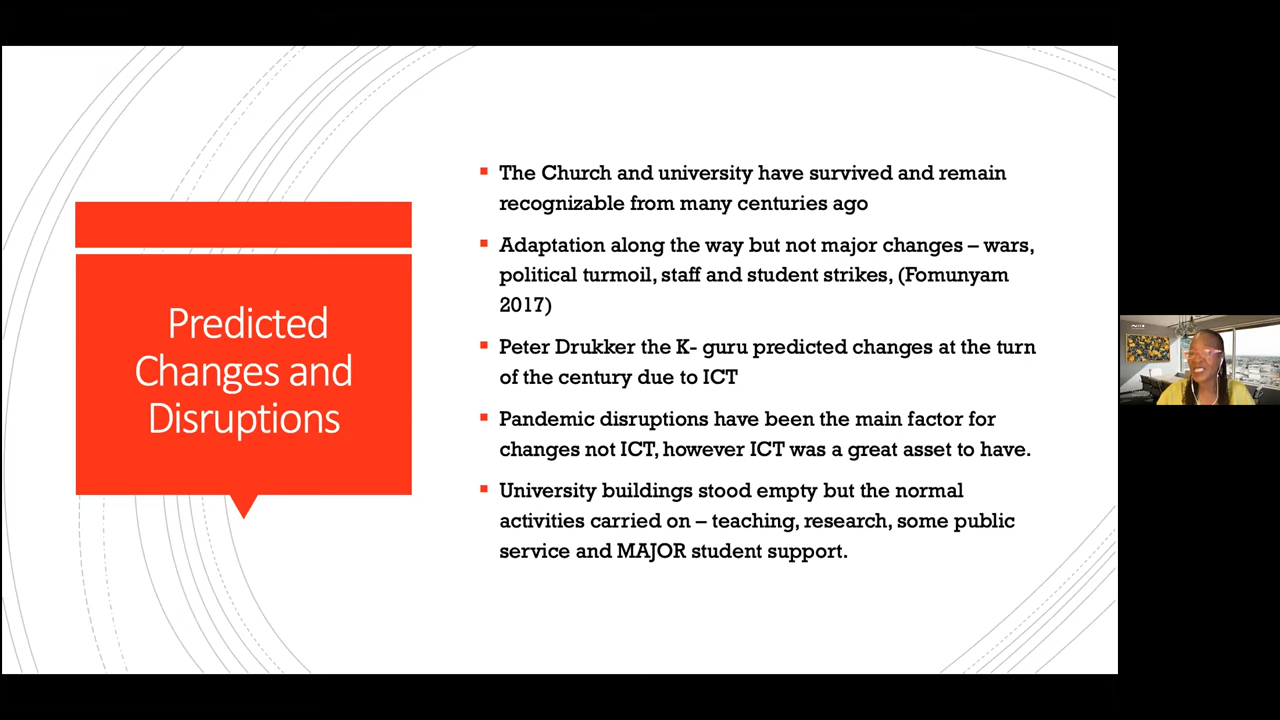 Predicted
Changes and
Disruptions
The Church and university have survived and remain
recognizable from many centuries ago
Adaptation along the way but not major changes – wars,
political turmoil, staff and student strikes, (Fomunyam
2017)
Peter Drukker the K- guru predicted changes at the turn
of the century due to ICT
Pandemic disruptions have been the main factor for
changes not ICT, however ICT was a great asset to have.
University buildings stood empty but the normal
activities carried on – teaching, research, some public
service and MAJOR student support.